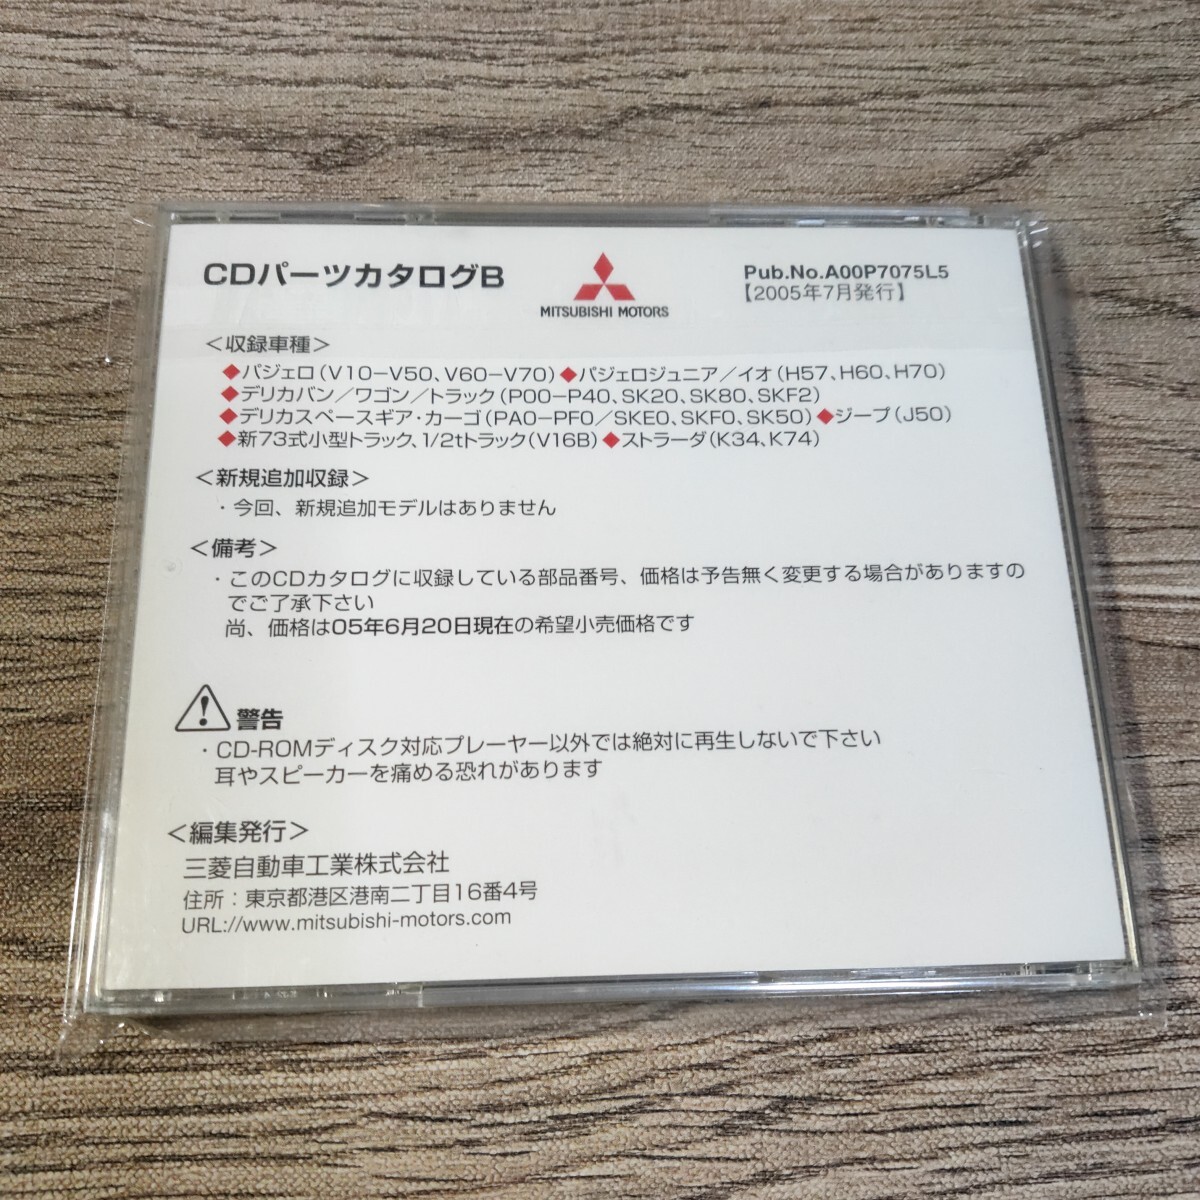 CDパーツカタログB
MITSUBISHI MOTORS
Pub.No.A00P7075L5
【2005年7月発行】
＜収録車種＞
◆パジェロ(V10−V50、V60−V70)◆パジェロジュニア／イオ(H57、H60、H70)
◆デリカバン／ワゴン／トラック(P00−P40、SK20、SK80、SKF2)
◆デリカスペースギア・カーゴ(PA0−PF0／SKE0、SKF0、SK50)◆ジープ(J50)
◆新73式小型トラック、1/2tトラック(V16B)◆ストラーダ(K34、K74)
＜新規追加収録＞
・今回、新規追加モデルはありません
＜備考＞
・このCDカタログに収録している部品番号、価格は予告無く変更する場合がありますの
でご了承下さい
尚、価格は05年6月20日現在の希望小売価格です
警告
・CD-ROMディスク対応プレーヤー以外では絶対に再生しないで下さい
耳やスピーカーを痛める恐れがあります
＜編集発行＞
三菱自動車工業株式会社
住所：東京都港区港南二丁目16番4号
URL://www.mitsubishi-motors.com